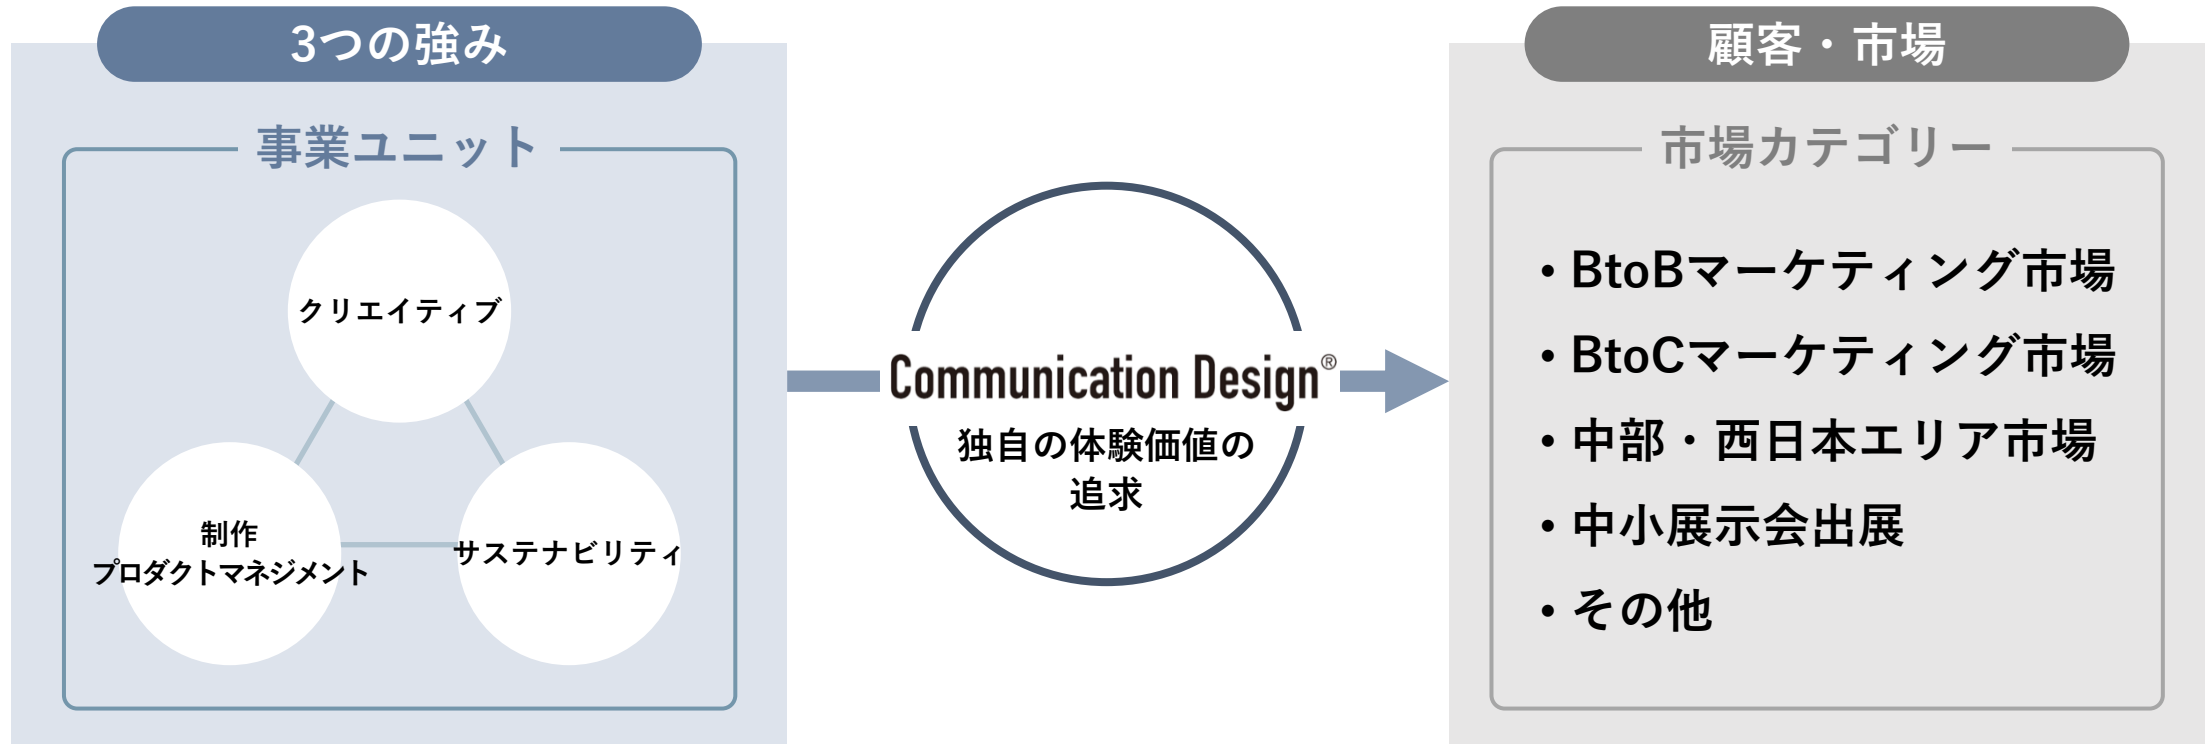 3つの強み
事業ユニット
クリエイティブ
制作
プロダクトマネジメント
サステナビリティ
Communication Design®
独自の体験価値の
追求
顧客・市場
市場カテゴリー
・BtoBマーケティング市場
・BtoCマーケティング市場
・中部・西日本エリア市場
・中小展示会出展
・その他